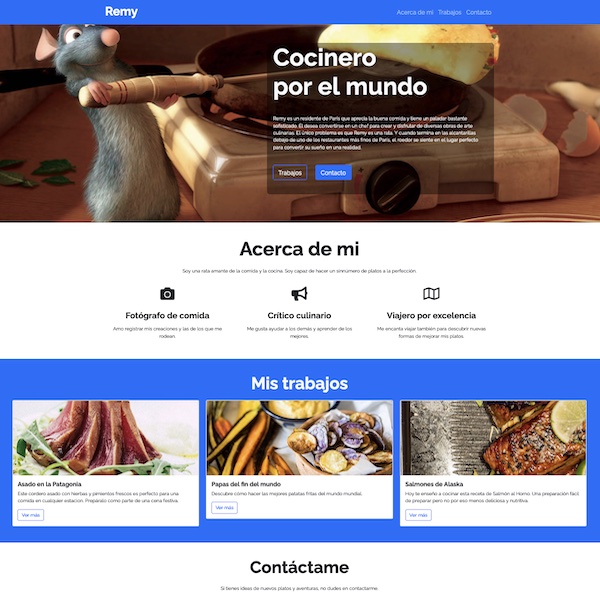 Remy
Acerca de mi Trabajos Contacto
Cocinero
por el mundo
Remy es un residente de París que aprecia la buena comida y tiene un paladar bastante
sofisticado. Él desea convertirse en un chef para crear y disfrutar de diversas obras de arte
culinarias. El único problema es que Remy es una rata. Y cuando termina en las alcantarillas
debajo de uno de los restaurantes más finos de París, el roedor se siente en el lugar perfecto
para convertir su sueño en una realidad.
Trabajos Contacto
Acerca de mi
Soy una rata amante de la comida y la cocina. Soy capaz de hacer un sinnúmero de platos a la perfección.
Fotógrafo de comida
Amo registrar mis creaciones y las de los que me
rodean.
Crítico culinario
Me gusta ayudar a los demás y aprender de los
mejores.
Viajero por excelencia
Me encanta viajar también para descubrir nuevas
formas de mejorar mis platos.
Mis trabajos
Asado en la Patagonia
Este cordero asado con hierbas y pimientos frescos es perfecto para una
comida en cualquier estación. Prepáralo como parte de una cena festiva.
Ver más
Papas del fin del mundo
Descubre como hacer las mejores patatas fritas del mundo mundial.
Ver más
Salmones de Alaska
Hoy te enseño a cocinar esta receta de Salmón al Horno. Una preparación fácil
de preparar pero no por eso menos deliciosa y nutritiva.
Ver más
Contáctame
Si tienes ideas de nuevos platos y aventuras, no dudes en contactarme.